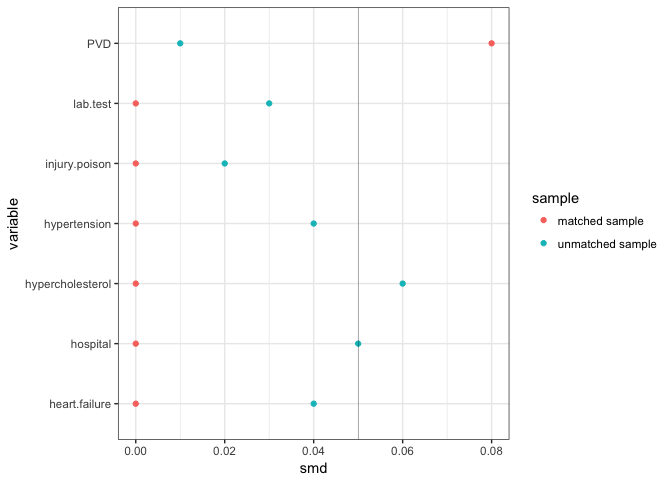 PVD
lab.test
injury.poison
hypertension
hypercholesterol
hospital
heart.failure
variable
0.00 0.02 0.04 0.06 0.08
smd
sample
matched sample
unmatched sample